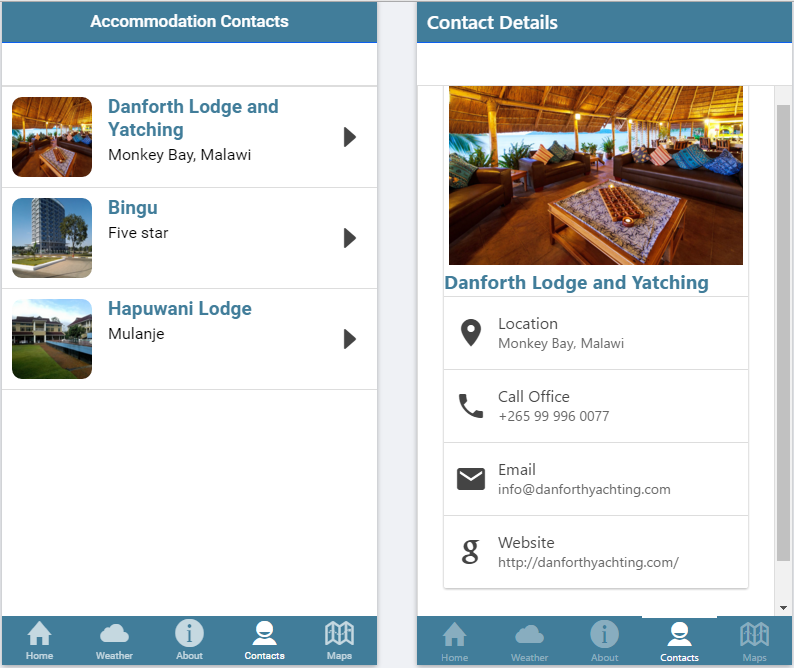 Accommodation Contacts
Danforth Lodge and
Yatching
Monkey Bay, Malawi
Bingu
Five star
Hapuwani Lodge
Mulanje
Home
Weather
About
Contacts
Maps
Contact Details
Danforth Lodge and Yatching
Location
Monkey Bay, Malawi
Call Office
+265 99 996 0077
Email
info@danforthyachting.com
g
Website
http://danforthyachting.com/
Home
Weather
About
Contacts
Maps